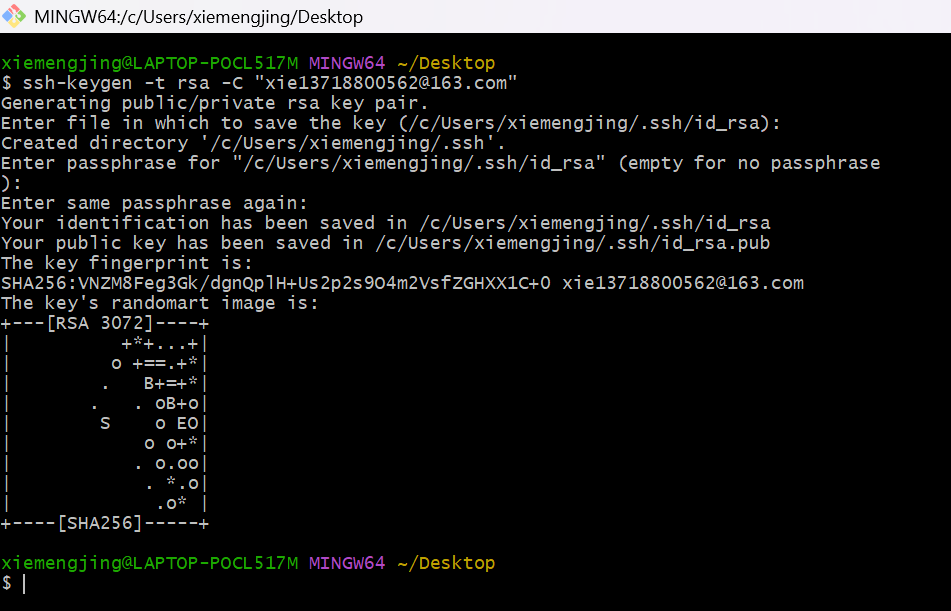 MINGW64:/c/Users/xiemengjing/Desktop
xiemengjing@LAPTOP-POCL517M MINGW64 ~/Desktop
$ ssh-keygen -t rsa -C "xie13718800562@163.com"
Generating public/private rsa key pair.
Enter file in which to save the key (/c/Users/xiemengjing/.ssh/id_rsa):
Created directory '/c/Users/xiemengjing/.ssh'.
Enter passphrase for "/c/Users/xiemengjing/.ssh/id_rsa" (empty for no passphrase
):
Enter same passphrase again:
Your identification has been saved in /c/Users/xiemengjing/.ssh/id_rsa
Your public key has been saved in /c/Users/xiemengjing/.ssh/id_rsa.pub
The key fingerprint is:
SHA256:VNZM8Feg3Gk/dgnQplH+Us2p2s9O4m2VsfZGHXX1C+0 xie13718800562@163.com
The key's randomart image is:
+---[RSA 3072]----+
|          +*+...+|
|         o +==.+*|
|        .   B+=+*|
|       .   . oB+o|
|        S    o EO|
|            o o+*|
|           . o.oo|
|            . *.o|
|             .o* |
+----[SHA256]-----+
xiemengjing@LAPTOP-POCL517M MINGW64 ~/Desktop
$